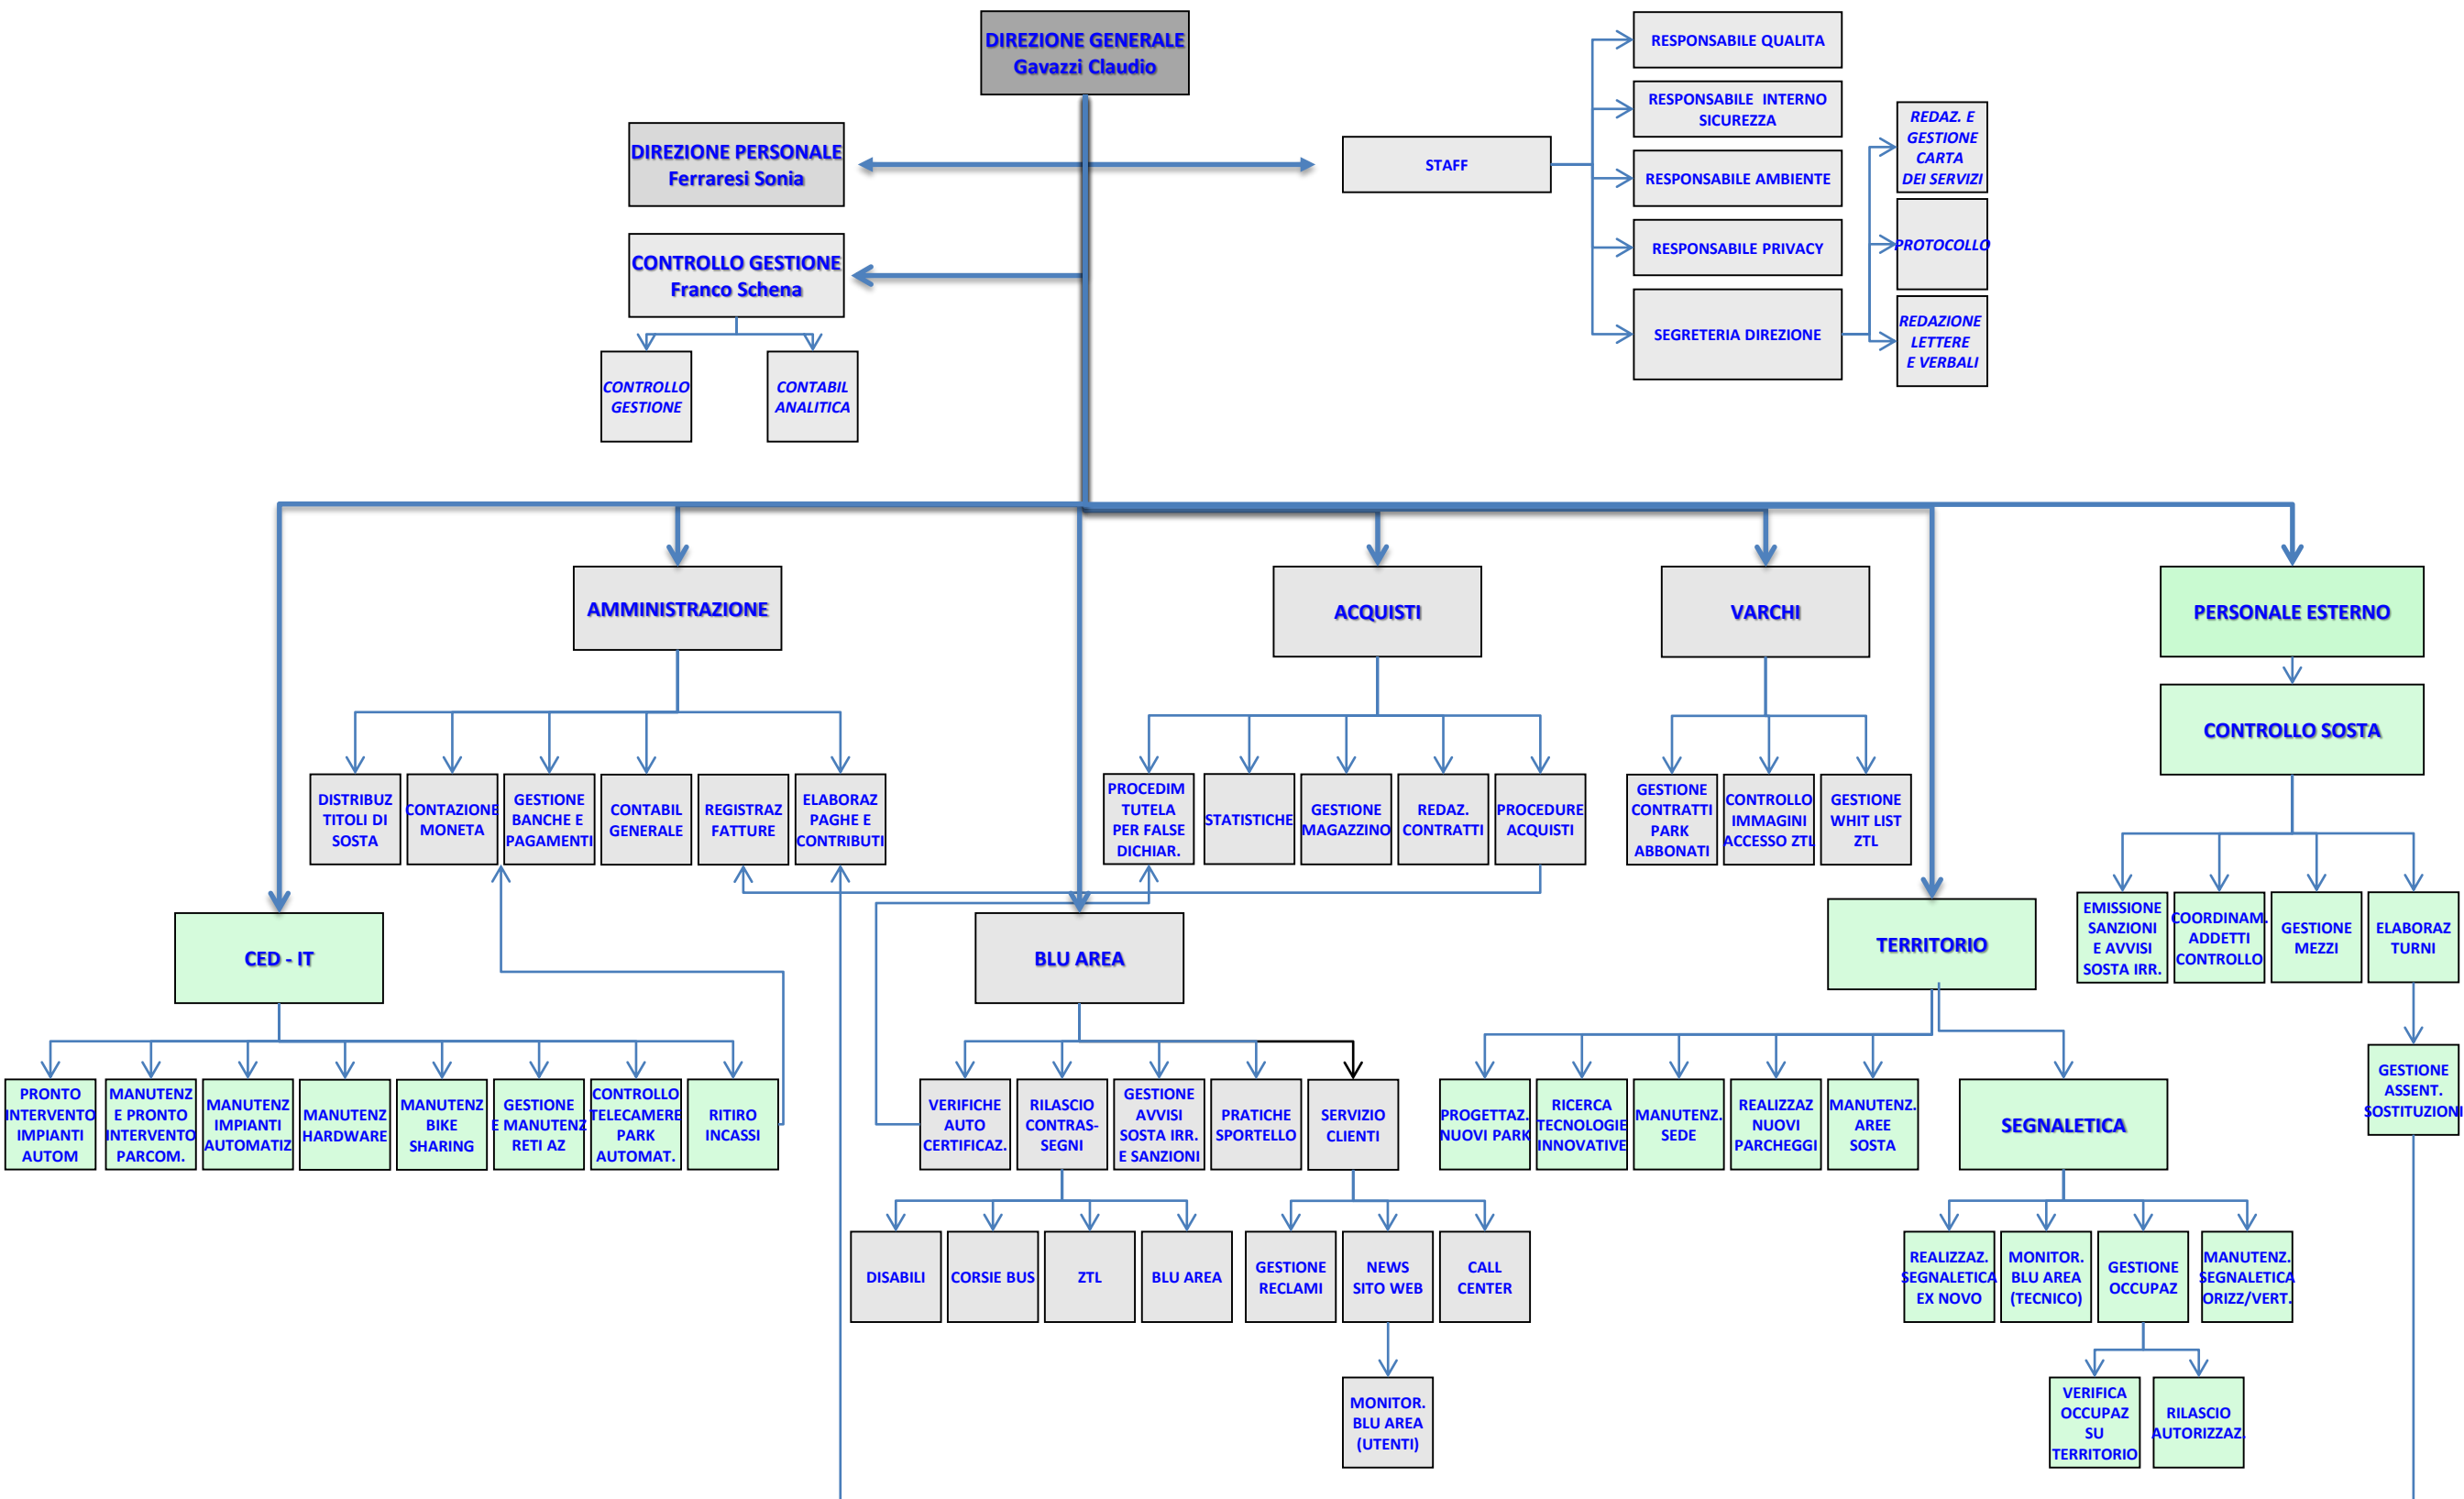 DIREZIONE GENERALE
Gavazzi Claudio
DIREZIONE PERSONALE
Ferraresi Sonia
CONTROLLO GESTIONE
Franco Schena
CONTROLLO
GESTIONE
CONTABIL
ANALITICA
STAFF
RESPONSABILE QUALITA
RESPONSABILE INTERNO
SICUREZZA
RESPONSABILE AMBIENTE
RESPONSABILE PRIVACY
SEGRETERIA DIREZIONE
REDAZ. E
GESTIONE
CARTA
DEI SERVIZI
PROTOCOLLO
REDAZIONE
LETTERE
E VERBALI
AMMINISTRAZIONE
ACQUISTI
VARCHI
PERSONALE ESTERNO
CONTROLLO SOSTA
DISTRIBUZ
TITOLI DI
SOSTA
CONTAZIONE
MONETA
GESTIONE
BANCHE E
PAGAMENTI
CONTABIL
GENERALE
REGISTRAZ
FATTURE
ELABORAZ
PAGHE E
CONTRIBUTI
PROCEDIM
TUTELA
PER FALSE
DICHIAR.
STATISTICHE
GESTIONE
MAGAZZINO
REDAZ.
CONTRATTI
PROCEDURE
ACQUISTI
GESTIONE
CONTRATTI
PARK
ABBONATI
CONTROLLO
IMMAGINI
ACCESSO ZTL
GESTIONE
WHIT LIST
ZTL
EMISSIONE
SANZIONI
E AVVISI
SOSTA IRR.
COORDINAM.
ADDETTI
CONTROLLO
GESTIONE
MEZZI
ELABORAZ
TURNI
CED - IT
BLU AREA
TERRITORIO
PRONTO
INTERVENTO
IMPIANTI
AUTOM
MANUTENZ
E PRONTO
INTERVENTO
PARCOM.
MANUTENZ
IMPIANTI
AUTOMATIZ
MANUTENZ
HARDWARE
MANUTENZ
BIKE
SHARING
GESTIONE
E MANUTENZ
RETI AZ
CONTROLLO
TELECAMERE
PARK
AUTOMAT.
RITIRO
INCASSI
VERIFICHE
AUTO
CERTIFICAZ.
RILASCIO
CONTRAS-
SEGNI
GESTIONE
AVVISI
SOSTA IRR.
E SANZIONI
PRATICHE
SPORTELLO
SERVIZIO
CLIENTI
PROGETTAZ.
NUOVI PARK
RICERCA
TECNOLOGIE
INNOVATIVE
MANUTENZ.
SEDE
REALIZZAZ
NUOVI
PARCHEGGI
MANUTENZ.
AREE
SOSTA
SEGNALETICA
GESTIONE
ASSENT.
SOSTITUZIONI
DISABILI
CORSIE BUS
ZTL
BLU AREA
GESTIONE
RECLAMI
NEWS
SITO WEB
CALL
CENTER
REALIZZAZ.
SEGNALETICA
EX NOVO
MONITOR.
BLU AREA
(TECNICO)
GESTIONE
OCCUPAZ
MANUTENZ.
SEGNALETICA
ORIZZ/VERT.
MONITOR.
BLU AREA
(UTENTI)
VERIFICA
OCCUPAZ
SU
TERRITORIO
RILASCIO
AUTORIZZAZ.